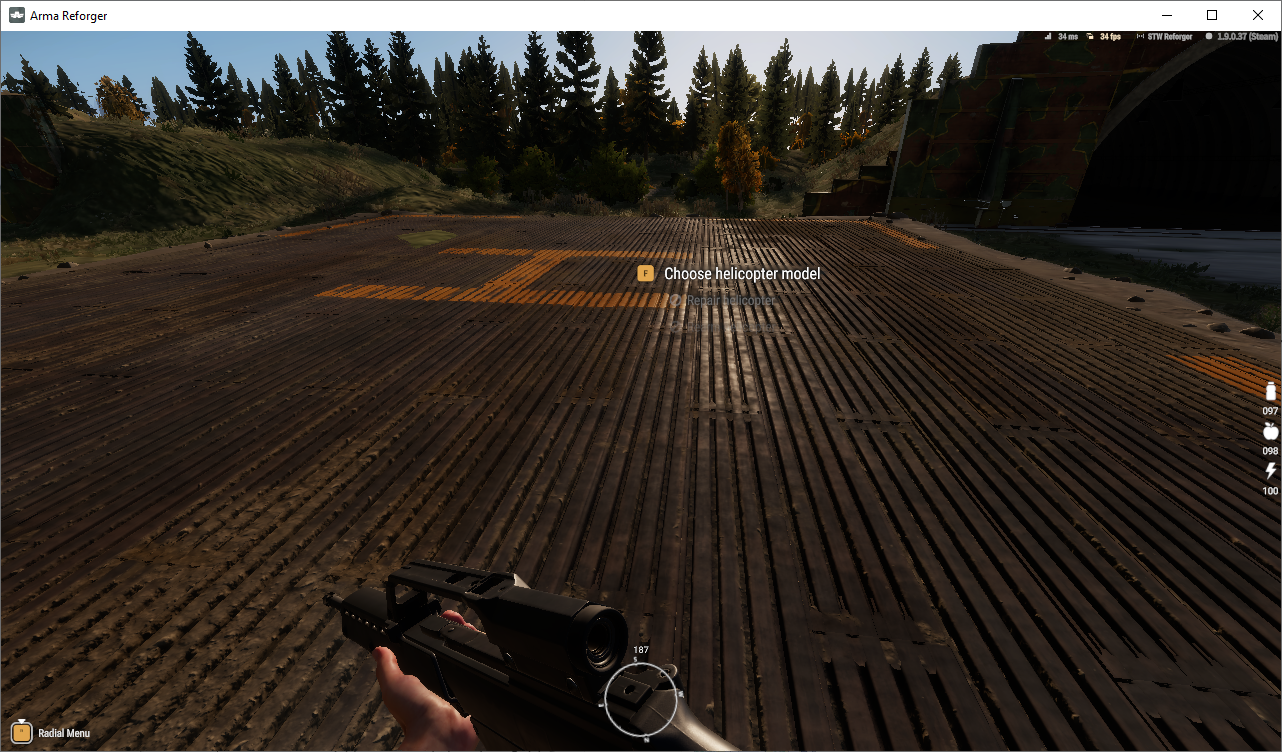 Arma Reforger
34 ms 34 fps STW Reforger 1.9.0.37 (Steam)
F Choose helicopter model
Repair helicopter
097
098
100
187
S
N
Radial Menu